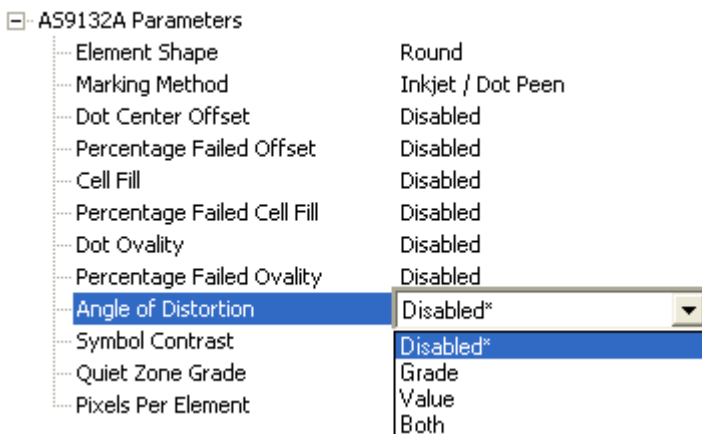 AS9132A Parameters
Element Shape Round
Marking Method Inkjet / Dot Peen
Dot Center Offset Disabled
Percentage Failed Offset Disabled
Cell Fill Disabled
Percentage Failed Cell Fill Disabled
Dot Ovality Disabled
Percentage Failed Ovality Disabled
Angle of Distortion Disabled*
Symbol Contrast Disabled*
Quiet Zone Grade Grade
Value
Pixels Per Element Both